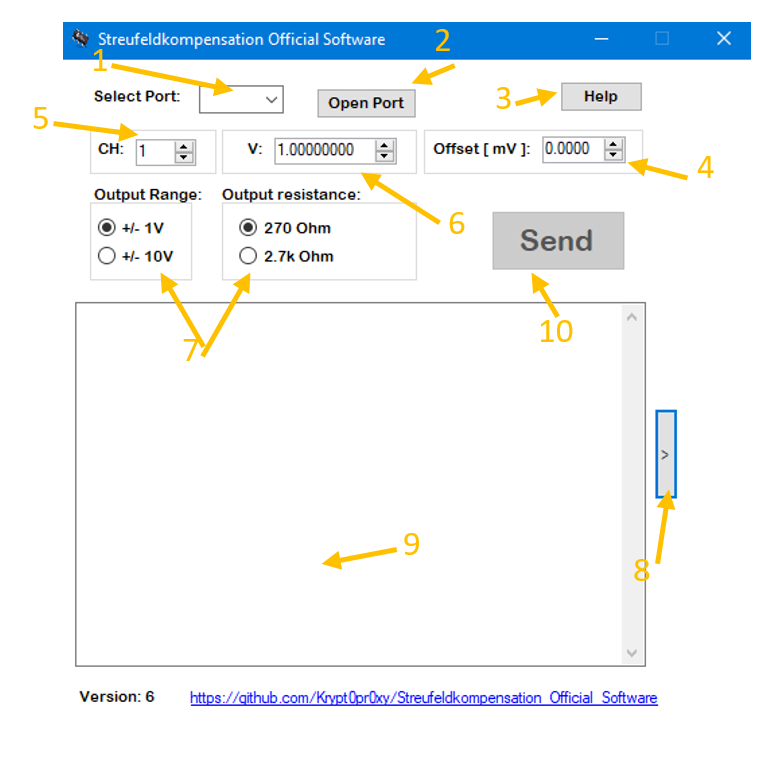 Streufeldkompensation Official Software
1
2
Select Port:
Open Port
3
Help
5
CH: 1
V: 1.00000000
Offset [ mV ]: 0.0000
4
Output Range:
Output resistance:
6
+/- 1V
270 Ohm
+/- 10V
2.7k Ohm
Send
7
10
>
9
8
Version: 6
https://github.com/Krypt0pr0xy/Streufeldkompensation_Official_Software